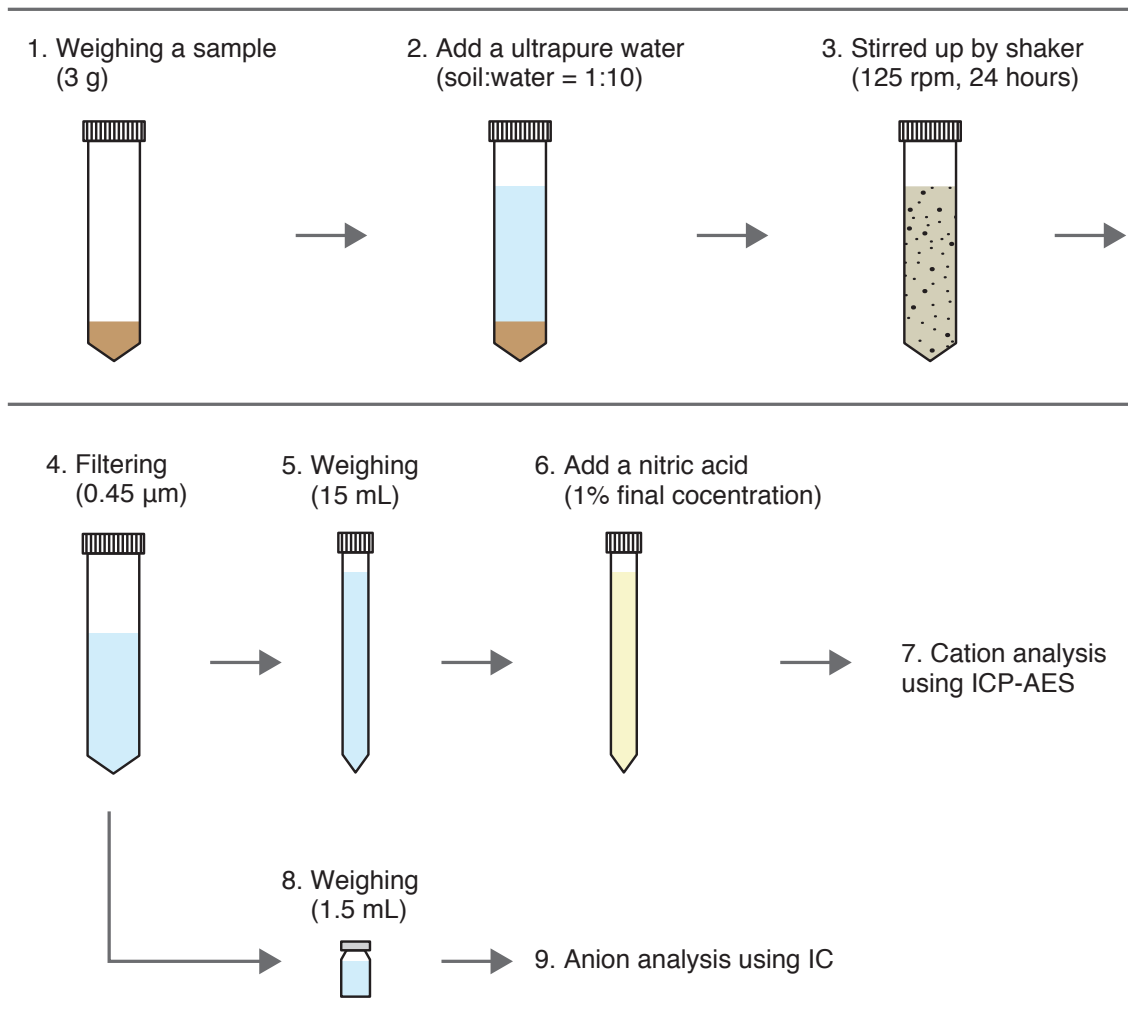 1. Weighing a sample
(3 g)
2. Add a ultrapure water
(soil:water = 1:10)
3. Stirred up by shaker
(125 rpm, 24 hours)
4. Filtering
(0.45 μm)
5. Weighing
(15 mL)
6. Add a nitric acid
(1% final cocentration)
7. Cation analysis
using ICP-AES
8. Weighing
(1.5 mL)
9. Anion analysis using IC